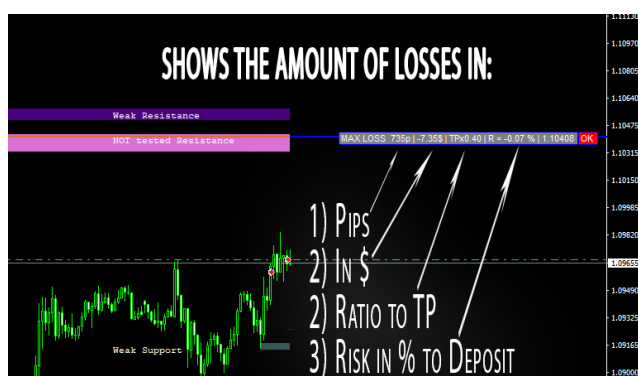 1.11130
1.10970
SHOWS THE AMOUNT OF LOSSES IN:
1.10805
1.10640
Weak Resistance
1.10475
NOT tested Resistance
MAX LOSS 735p | -7.35$ | TPx0.40 | R = -0.07 % | 1.10408 OK
1.10315
1.10150
1) PIPS
1.09985
1.09820
2) IN $
1.09655
1.09490
2) RATIO TO TP
1.09325
Weak Support
1.09165
3) RISK IN % TO DEPOSIT
1.09000